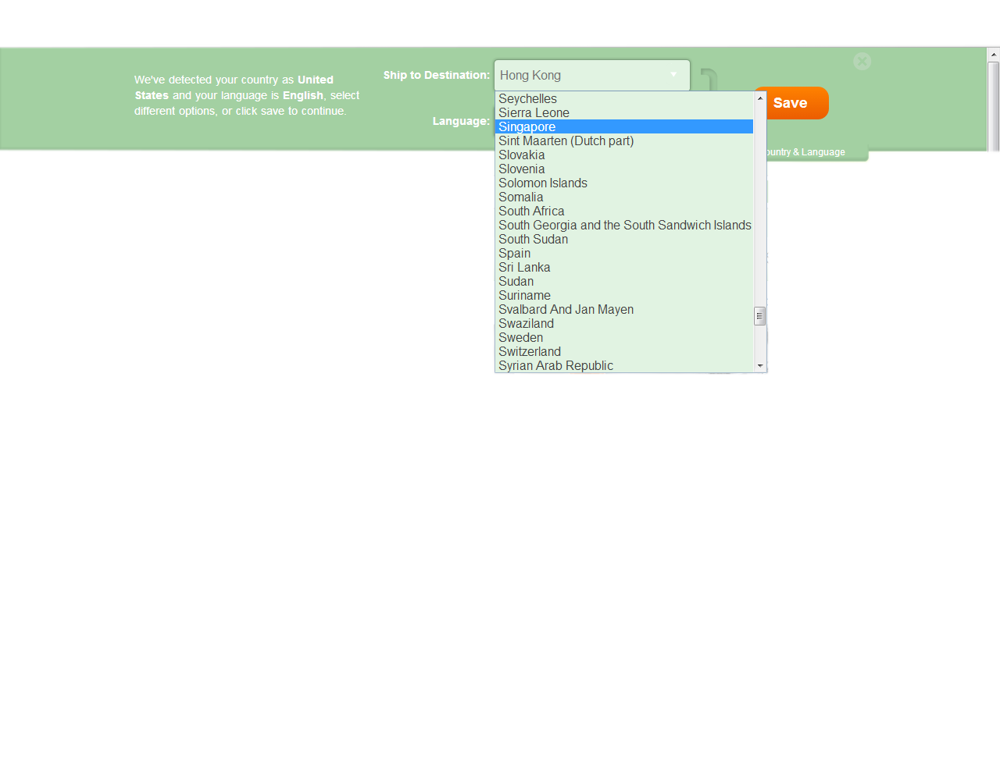 We've detected your country as United
States and your language is English, select
different options, or click save to continue.
Ship to Destination:
Hong Kong
Language:
Save
Country & Language
Seychelles
Sierra Leone
Singapore
Sint Maarten (Dutch part)
Slovakia
Slovenia
Solomon Islands
Somalia
South Africa
South Georgia and the South Sandwich Islands
South Sudan
Spain
Sri Lanka
Sudan
Suriname
Svalbard And Jan Mayen
Swaziland
Sweden
Switzerland
Syrian Arab Republic